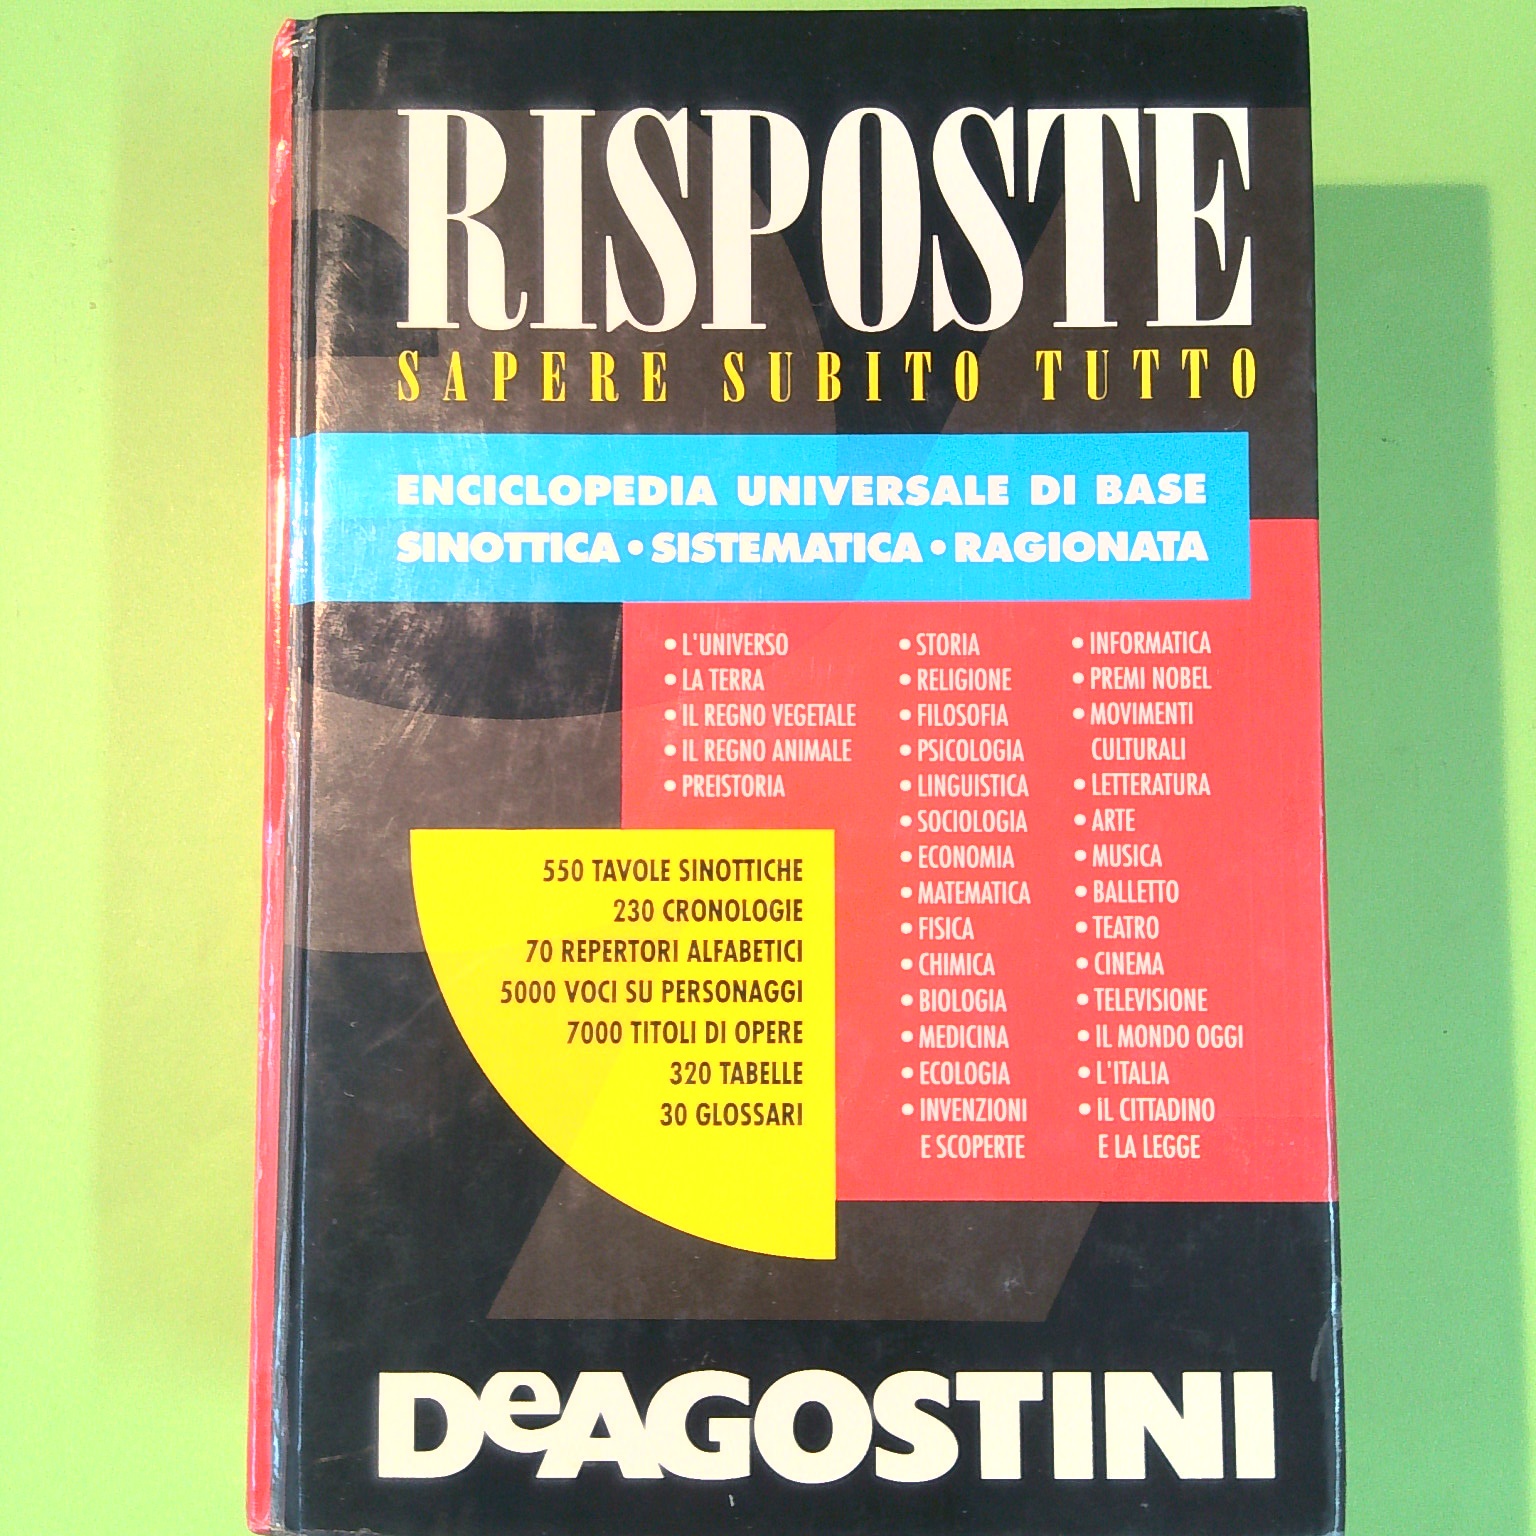 RISPOSTE
SAPERE SUBITO TUTTO
ENCICLOPEDIA UNIVERSALE DI BASE
SINOTTICA • SISTEMATICA • RAGIONATA
• L'UNIVERSO
• LA TERRA
• IL REGNO VEGETALE
• IL REGNO ANIMALE
• PREISTORIA
• STORIA
• RELIGIONE
• FILOSOFIA
• PSICOLOGIA
• LINGUISTICA
• SOCIOLOGIA
• ECONOMIA
• MATEMATICA
• FISICA
• CHIMICA
• BIOLOGIA
• MEDICINA
• ECOLOGIA
• INVENZIONI
E SCOPERTE
• INFORMATICA
• PREMI NOBEL
• MOVIMENTI
CULTURALI
• LETTERATURA
• ARTE
• MUSICA
• BALLETTO
• TEATRO
• CINEMA
• TELEVISIONE
• IL MONDO OGGI
• L'ITALIA
• IL CITTADINO
E LA LEGGE
550 TAVOLE SINOTTICHE
230 CRONOLOGIE
70 REPERTORI ALFABETICI
5000 VOCI SU PERSONAGGI
7000 TITOLI DI OPERE
320 TABELLE
30 GLOSSARI
DeAGOSTINI